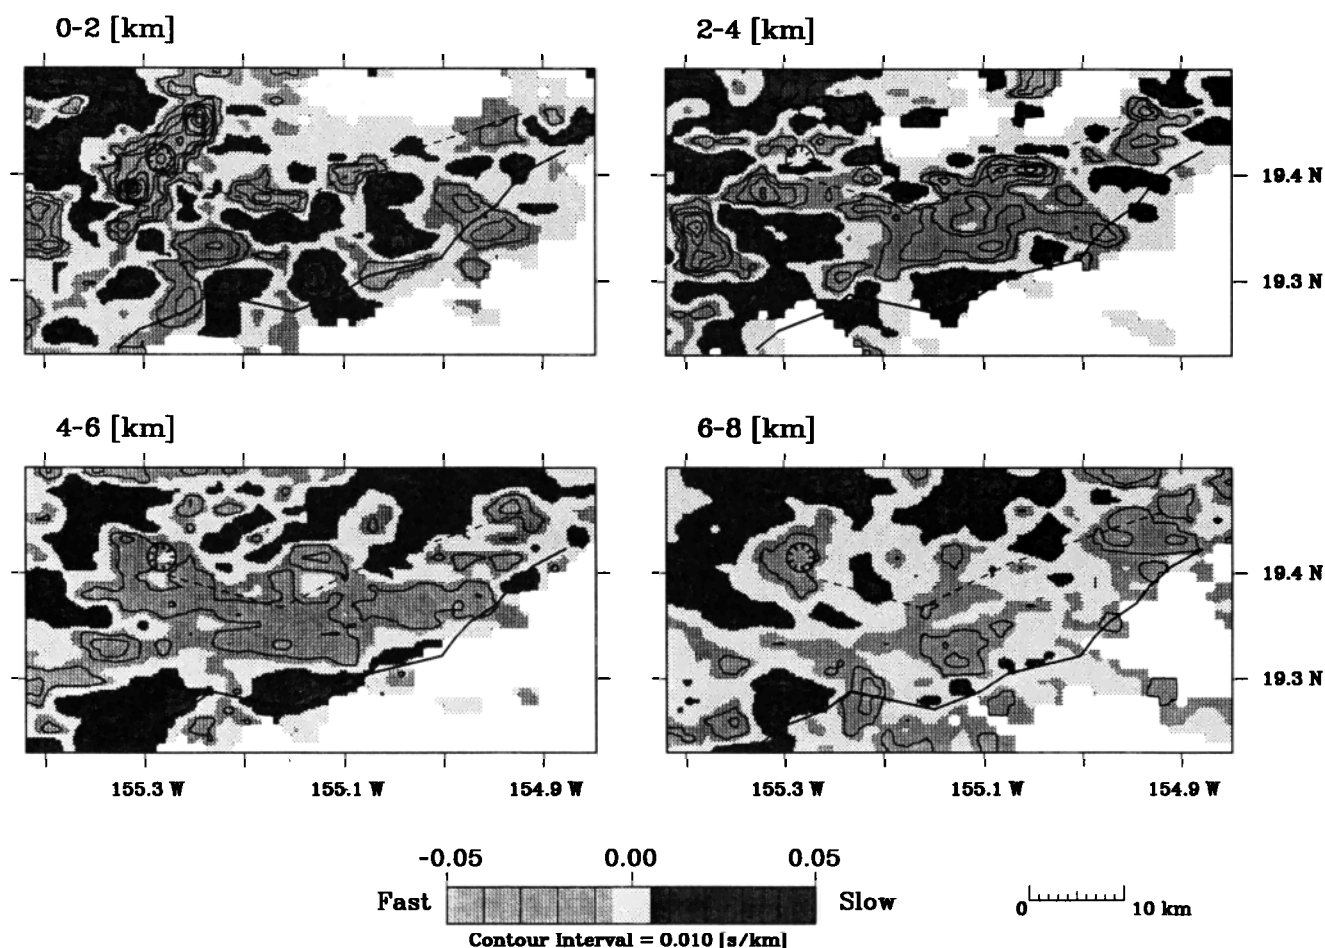 0-2 [km]
2-4 [km]
19.4 N
19.3 N
4-6 [km]
6-8 [km]
19.4 N
19.3 N
155.3 W 155.1 W 154.9 W
155.3 W 155.1 W 154.9 W
-0.05 0.00 0.05
Fast Slow
0 10 km
Contour Interval = 0.010 [s/km]